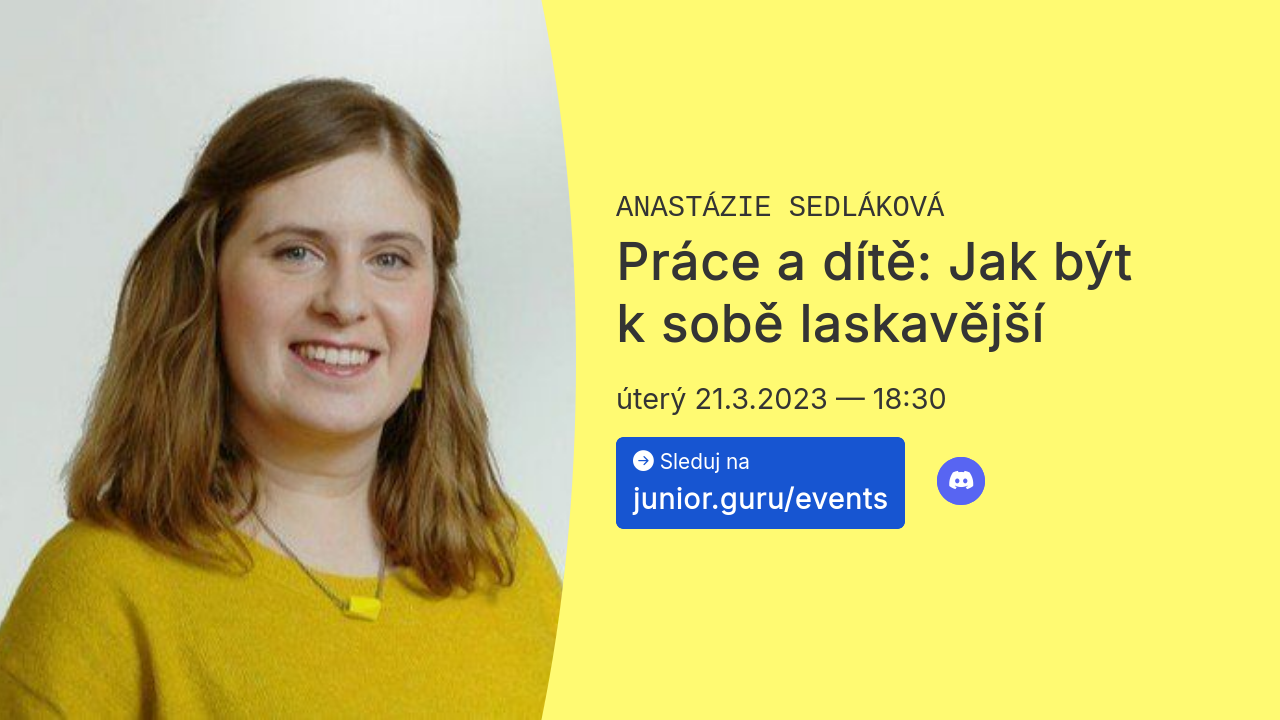 ANASTÁZIE SEDLÁKOVÁ
Práce a dítě: Jak být
k sobě laskavější
úterý 21.3.2023 — 18:30
Sleduj na
junior.guru/events